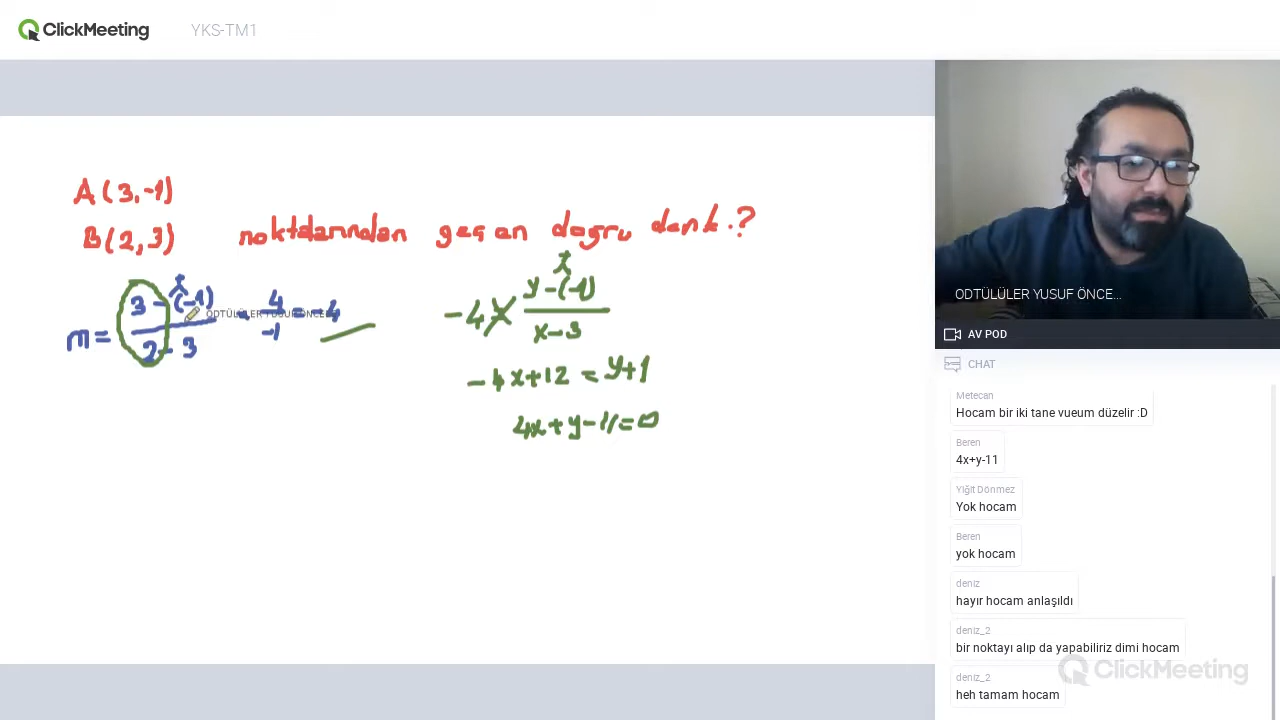 ClickMeeting YKS-TM1
A(3,-1)
B(2,3) noktalarından geçen doğru denk.?
m = 3-(-1) / 2-3 = 4 / -1 = -4
ODTÜLÜLER YUSUF ÖNCE
-4 y-(-1) / x-3
-4x+12 = y+1
4x+y-11=0
ODTÜLÜLER YUSUF ÖNCE...
AV POD
CHAT
Metecan
Hocam bir iki tane vueum düzelir :D
Beren
4x+y-11
Yiğit Dönmez
Yok hocam
Beren
yok hocam
deniz
hayır hocam anlaşıldı
deniz_2
bir noktayı alıp da yapabiliriz dimi hocam
ClickMeeting
deniz_2
heh tamam hocam